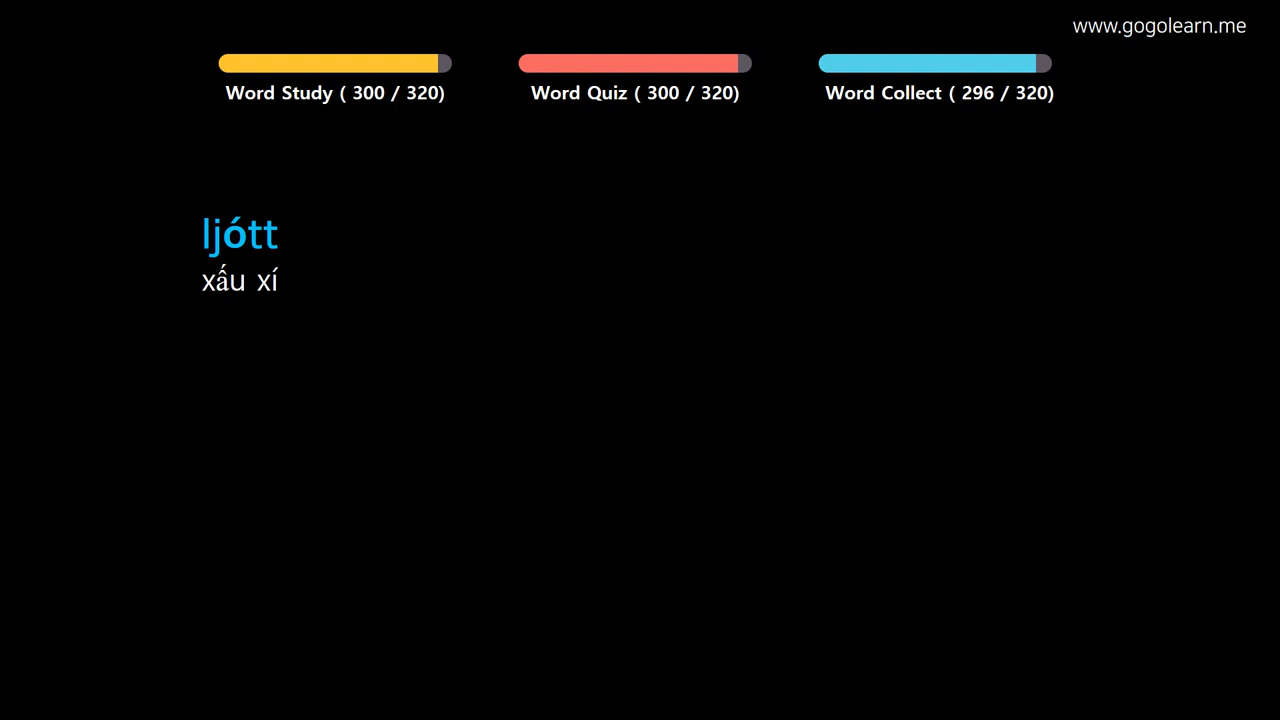 www.gogolearn.me
Word Study ( 300 / 320)
Word Quiz ( 300 / 320)
Word Collect ( 296 / 320)
ljótt
xấu xí